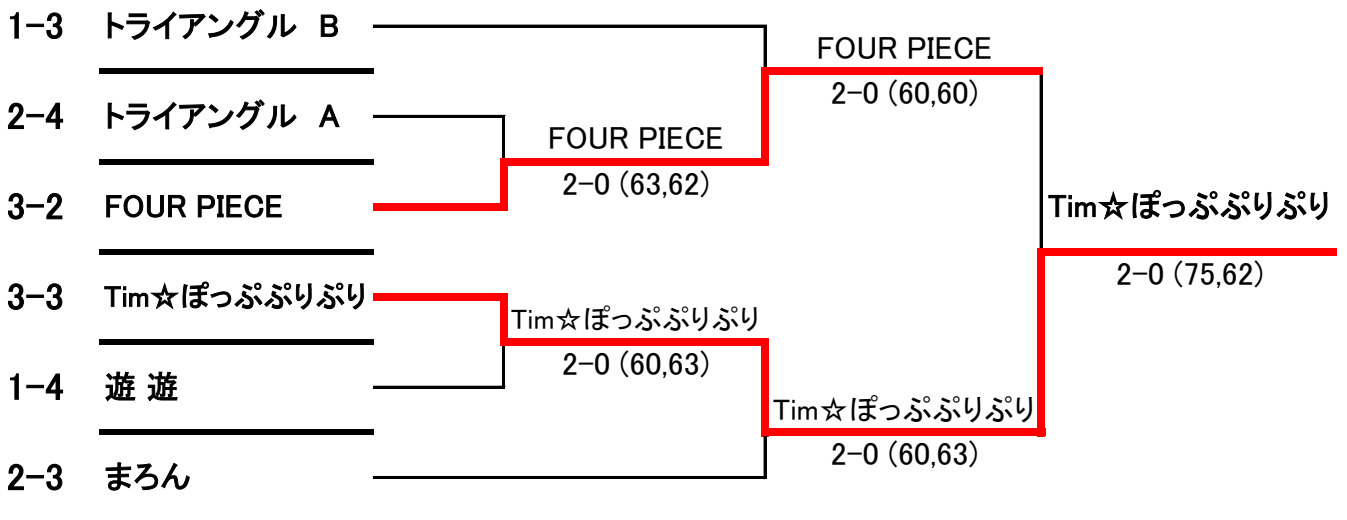 1-3 トライアングル B
FOUR PIECE
2-0 (60,60)
2-4 トライアングル A
FOUR PIECE
2-0 (63,62)
3-2 FOUR PIECE
Tim☆ぽっぷぷりぷり
2-0 (75,62)
3-3 Tim☆ぽっぷぷりぷり
Tim☆ぽっぷぷりぷり
2-0 (60,63)
1-4 遊 遊
Tim☆ぽっぷぷりぷり
2-0 (60,63)
2-3 まろん